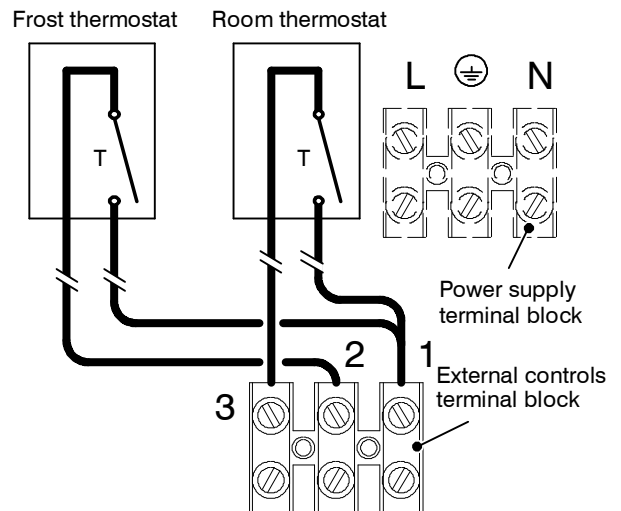 Frost thermostat
Room thermostat
L N
T
T
Power supply
terminal block
2
1
External controls
terminal block
3